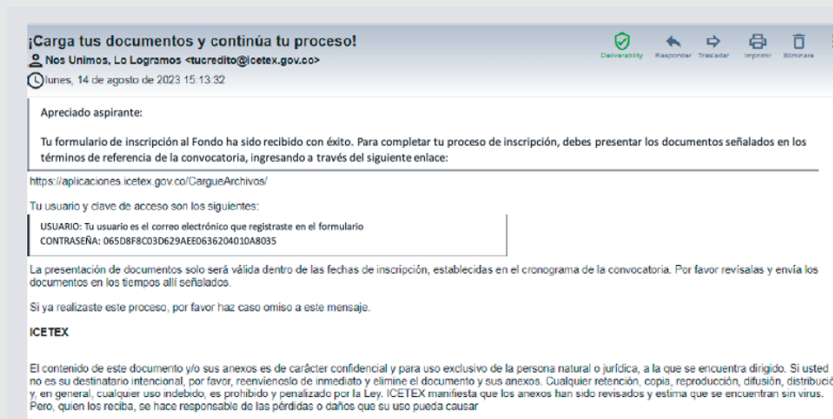 ¡Carga tus documentos y continúa tu proceso!
Nos Unimos, Lo Logramos <tucredito@icetex.gov.co>
lunes, 14 de agosto de 2023 15:13:32
Deliverability Responder Trasladar Imprimir Eliminare
Apreciado aspirante:
Tu formulario de inscripción al Fondo ha sido recibido con éxito. Para completar tu proceso de inscripción, debes presentar los documentos señalados en los
términos de referencia de la convocatoria, ingresando a través del siguiente enlace:
https://aplicaciones.icetex.gov.co/CargueArchivos/
Tu usuario y clave de acceso son los siguientes:
USUARIO: Tu usuario es el correo electrónico que registraste en el formulario
CONTRASEÑA: 065D8F8C03D629AEE0636204010A8035
La presentación de documentos solo será válida dentro de las fechas de inscripción, establecidas en el cronograma de la convocatoria. Por favor revísalas y envía los
documentos en los tiempos allí señalados.
Si ya realizaste este proceso, por favor haz caso omiso a este mensaje.
ICETEX
El contenido de este documento y/o sus anexos es de carácter confidencial y para uso exclusivo de la persona natural o jurídica, a la que se encuentra dirigido. Si usted
no es su destinatario intencional, por favor, reenvíenoslo de inmediato y elimine el documento y sus anexos. Cualquier retención, copia, reproducción, difusión, distribució
y, en general, cualquier uso indebido, es prohibido y penalizado por la Ley. ICETEX manifiesta que los anexos han sido revisados y estima que se encuentran sin virus.
Pero, quien los reciba, se hace responsable de las pérdidas o daños que su uso pueda causar